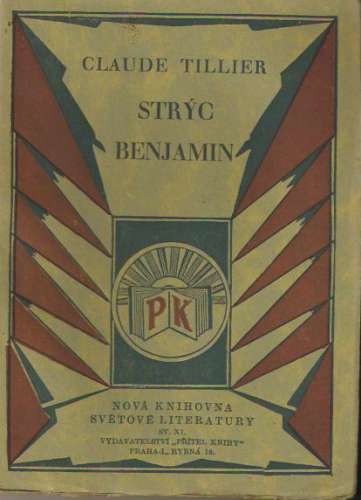 CLAUDE TILLIER
STRÝC
BENJAMIN
PK
NOVÁ KNIHOVNA
SVĚTOVÉ LITERATURY
SV. XI.
VYDAVATELSTVÍ „PŘÍTEL KNIHY“
PRAHA-I., RYBNÁ 18.